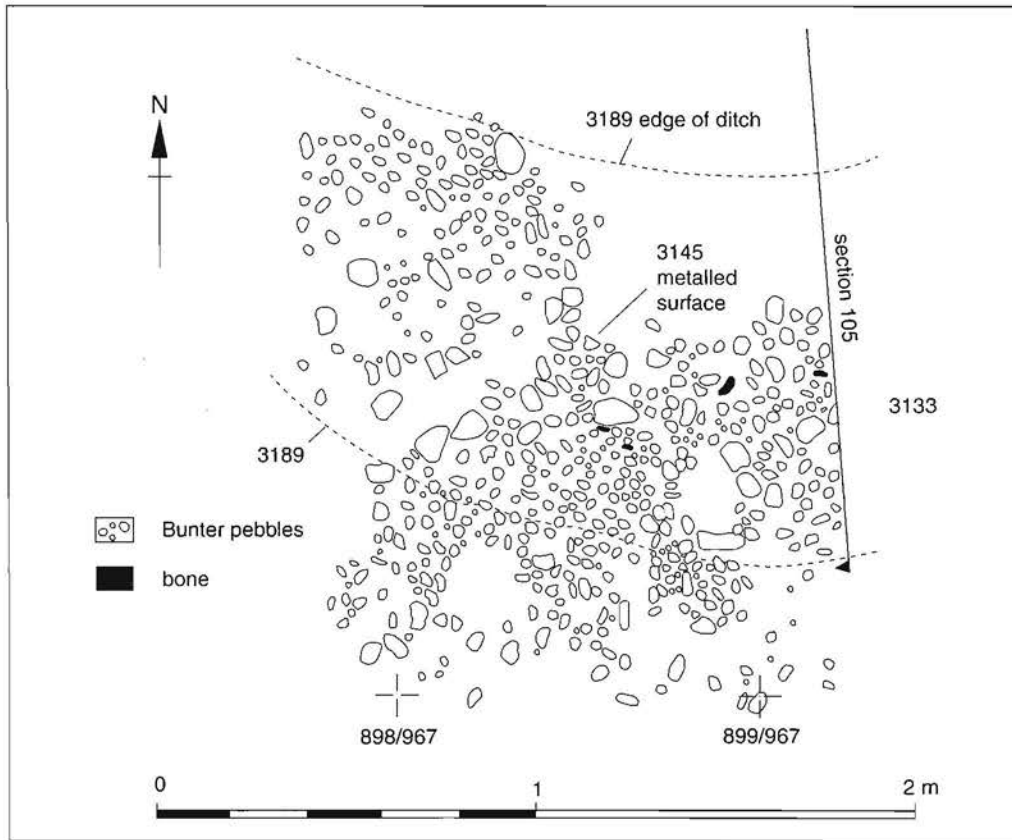 N
3189 edge of ditch
3145
metalled
surface
section 105
3133
3189
Bunter pebbles
bone
898/967
899/967
0
1
2 m